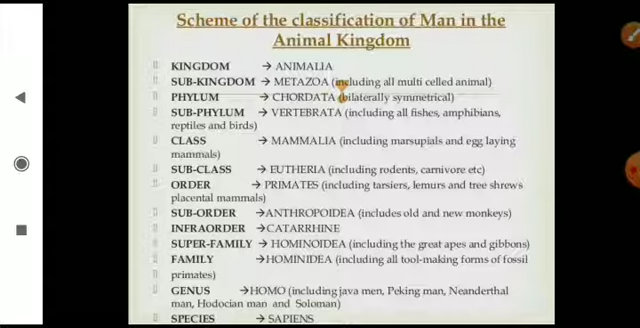 Scheme of the classification of Man in the
Animal Kingdom
KINGDOM → ANIMALIA
SUB-KINGDOM → METAZOA (including all multi celled animal)
PHYLUM → CHORDATA (bilaterally symmetrical)
SUB-PHYLUM → VERTEBRATA (including all fishes, amphibians,
reptiles and birds)
CLASS → MAMMALIA (including marsupials and egg laying
mammals)
SUB-CLASS → EUTHERIA (including rodents, carnivore etc)
ORDER → PRIMATES (including tarsiers, lemurs and tree shrews
placental mammals)
SUB-ORDER →ANTHROPOIDEA (includes old and new monkeys)
INFRAORDER →CATARRHINE
SUPER-FAMILY → HOMINOIDEA (including the great apes and gibbons)
FAMILY →HOMINIDEA (including all tool-making forms of fossil
primates)
GENUS →HOMO (including java men, Peking man, Neanderthal
man, Hodocian man and Soloman)
SPECIES → SAPIENS